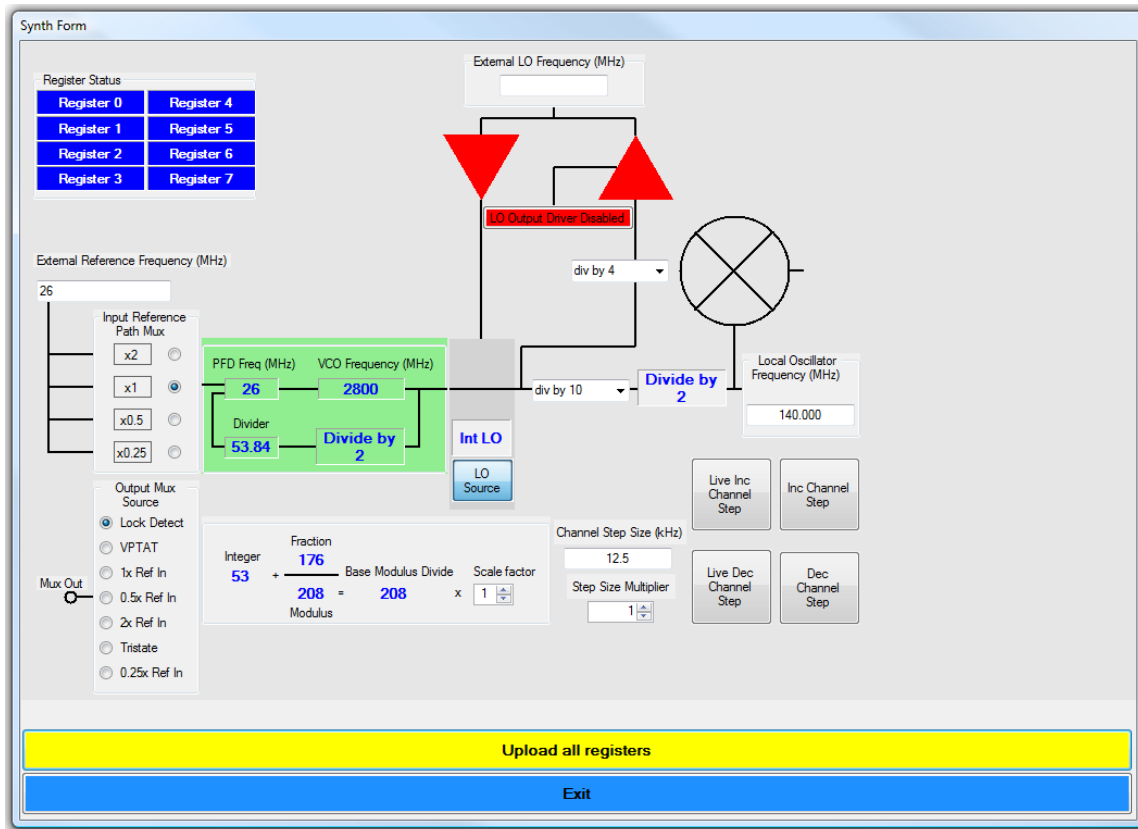 Synth Form
External LO Frequency (MHz)
Register Status
Register 0
Register 4
Register 1
Register 5
Register 2
Register 6
Register 3
Register 7
LO Output Driver Disabled
External Reference Frequency (MHz)
26
div by 4
Input Reference
Path Mux
x2
x1
x0.5
x0.25
PFD Freq (MHz)
VCO Frequency (MHz)
26
2800
Divider
53.84
Divide by
2
Int LO
LO
Source
div by 10
Divide by
2
Local Oscillator
Frequency (MHz)
140.000
Output Mux
Source
Lock Detect
VPTAT
1x Ref In
0.5x Ref In
2x Ref In
Tristate
0.25x Ref In
Mux Out
Integer
53
+
Fraction
176
208
Modulus
=
Base Modulus Divide
208
x
Scale factor
1
Channel Step Size (kHz)
12.5
Step Size Multiplier
1
Live Inc
Channel
Step
Inc Channel
Step
Live Dec
Channel
Step
Dec
Channel
Step
Upload all registers
Exit